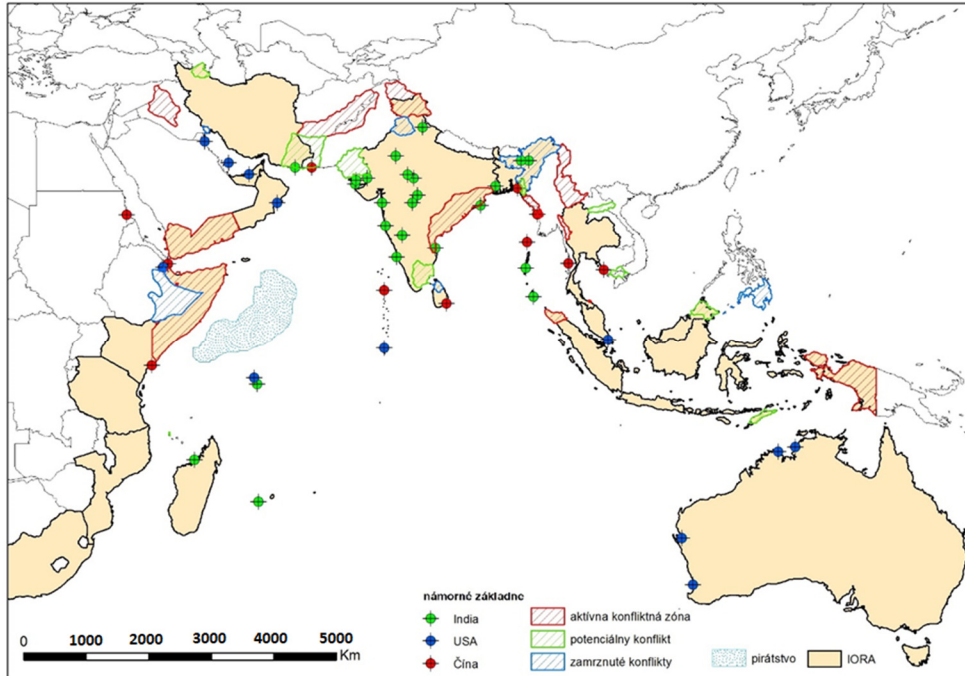 námorné základne
India
USA
Čína
aktívna konfliktná zóna
potenciálny konflikt
zamrznuté konflikty
pirátstvo
IORA
0 1000 2000 3000 4000 5000
Km